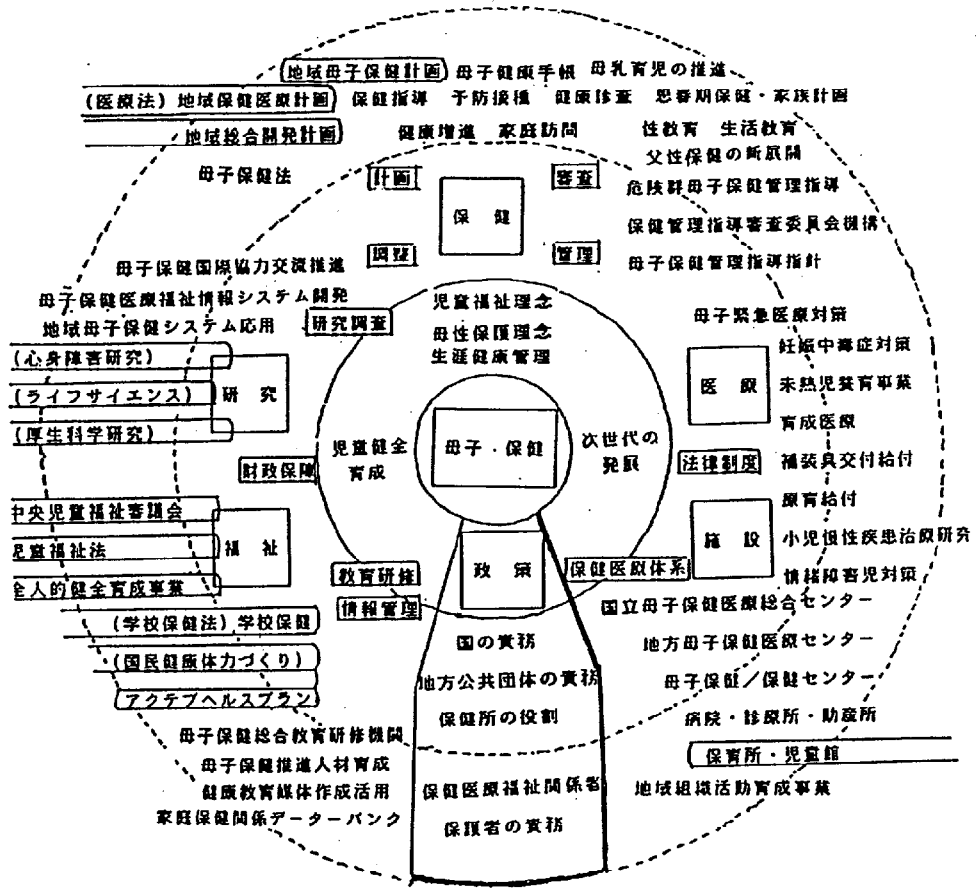 地域母子保健計画 母子健康手帳 母乳育児の推進
(医療法)地域保健医療計画 保健指導 予防接種 健康診査 思春期保健・家族計画
地域総合開発計画 健康増進 家庭訪問 性教育 生活教育
父性保健の新展開
母子保健法 計画 審査 危険群母子保健管理指導
保健
保健管理指導審査委員会機構
調整 管理
母子保健国際協力交流推進 母子保健管理指導指針
母子保健医療福祉情報システム開発 児童福祉理念
地域母子保健システム応用 研究調査 母性保護理念 母子緊急医療対策
生涯健康管理
(心身障害研究) 妊娠中毒症対策
(ライフサイエンス) 研究 医療 未熟児養育事業
(厚生科学研究) 育成医療
児童健全 母子・保健 次世代の
育成 発展
財政保障 法律制度 補装具交付給付
中央児童福祉審議会 療育給付
児童福祉法 福祉 施設 小児慢性疾患治療研究
全人的健全育成事業 教育研修 政策 保健医療体系 情緒障害児対策
情報管理 国立母子保健医療総合センター
(学校保健法)学校保健
国の責務 地方母子保健医療センター
(国民健康体力づくり)
地方公共団体の責務 母子保健/保健センター
アクテブヘルスプラン
保健所の役割 病院・診療所・助産所
母子保健総合教育研修機関
保育所・児童館
母子保健推進人材育成
健康教育媒体作成活用 保健医療福祉関係者 地域組織活動育成事業
家庭保健関係データーバンク 保護者の責務